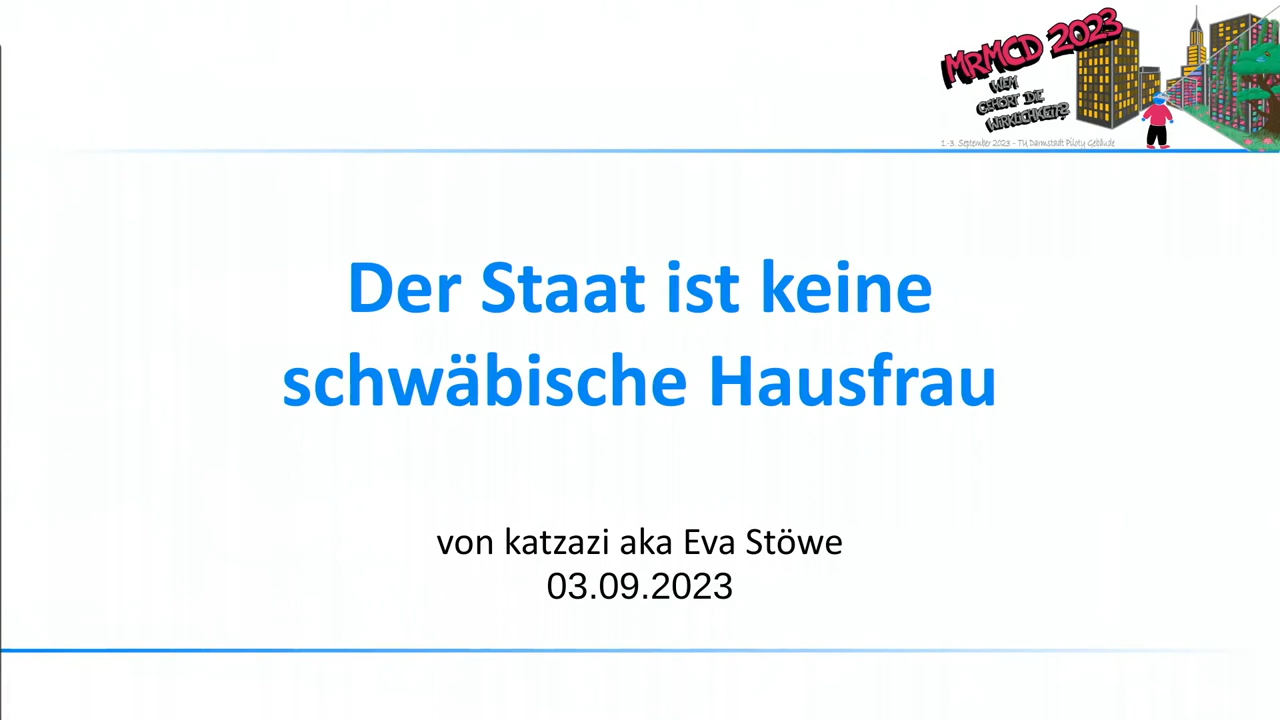 MRMCD 2023
WEM
GEHÖRT DIE
WIRKLICHKEIT?
1.-3. September 2023 - TU Darmstadt Piloty Gebäude
Der Staat ist keine
schwäbische Hausfrau
von katzazi aka Eva Stöwe
03.09.2023